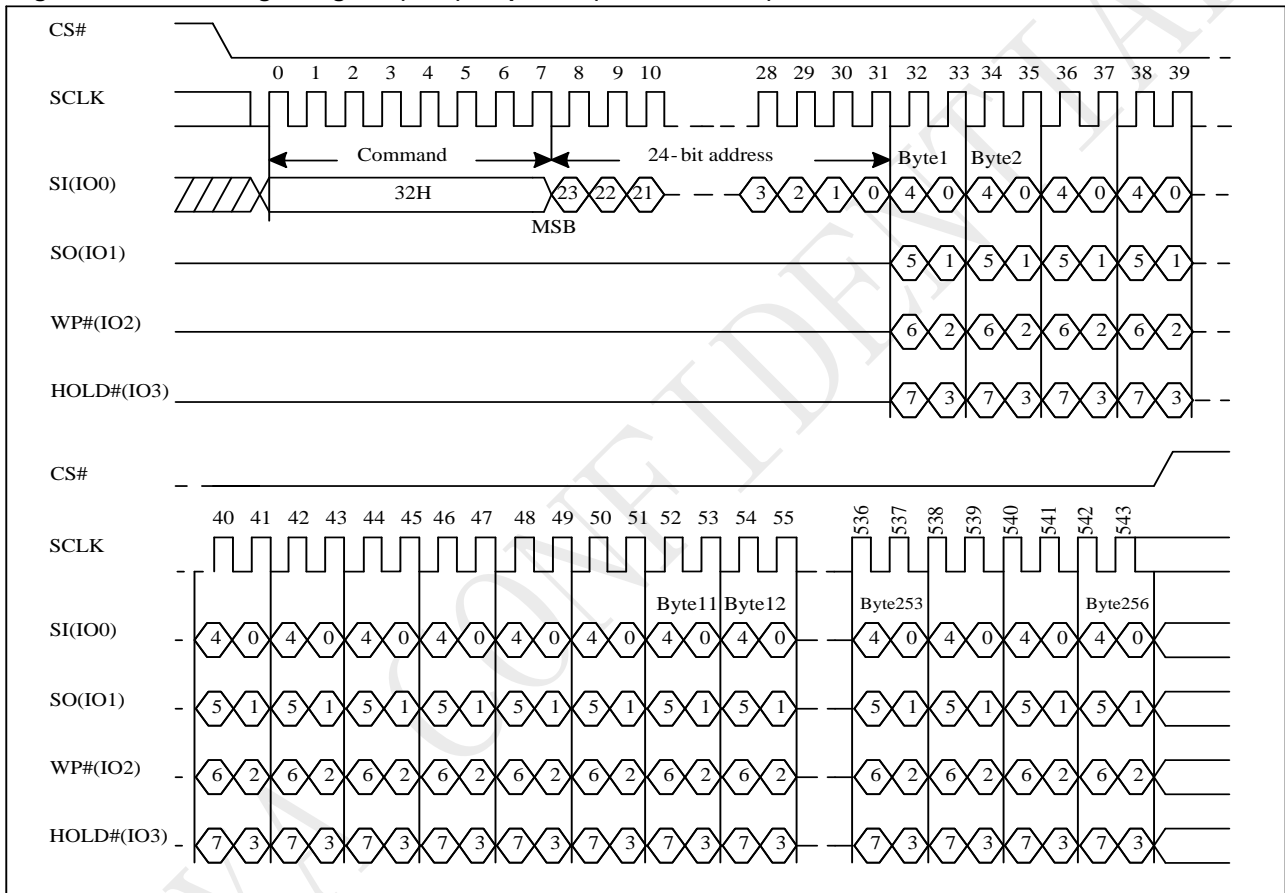 CS#
0 1 2 3 4 5 6 7 8 9 10 28 29 30 31 32 33 34 35 36 37 38 39
SCLK
Command 24-bit address Byte1 Byte2
SI(IO0) 32H 23 22 21 3 2 1 0 4 0 4 0 4 0 4 0
MSB
SO(IO1) 5 1 5 1 5 1 5 1
WP#(IO2) 6 2 6 2 6 2 6 2
HOLD#(IO3) 7 3 7 3 7 3 7 3
CS#
40 41 42 43 44 45 46 47 48 49 50 51 52 53 54 55 536 537 538 539 540 541 542 543
SCLK
Byte11 Byte12 Byte253 Byte256
SI(IO0) 4 0 4 0 4 0 4 0 4 0 4 0 4 0 4 0 4 0 4 0 4 0 4 0
SO(IO1) 5 1 5 1 5 1 5 1 5 1 5 1 5 1 5 1 5 1 5 1 5 1 5 1
WP#(IO2) 6 2 6 2 6 2 6 2 6 2 6 2 6 2 6 2 6 2 6 2 6 2 6 2
HOLD#(IO3) 7 3 7 3 7 3 7 3 7 3 7 3 7 3 7 3 7 3 7 3 7 3 7 3
CONFIDENTIAL